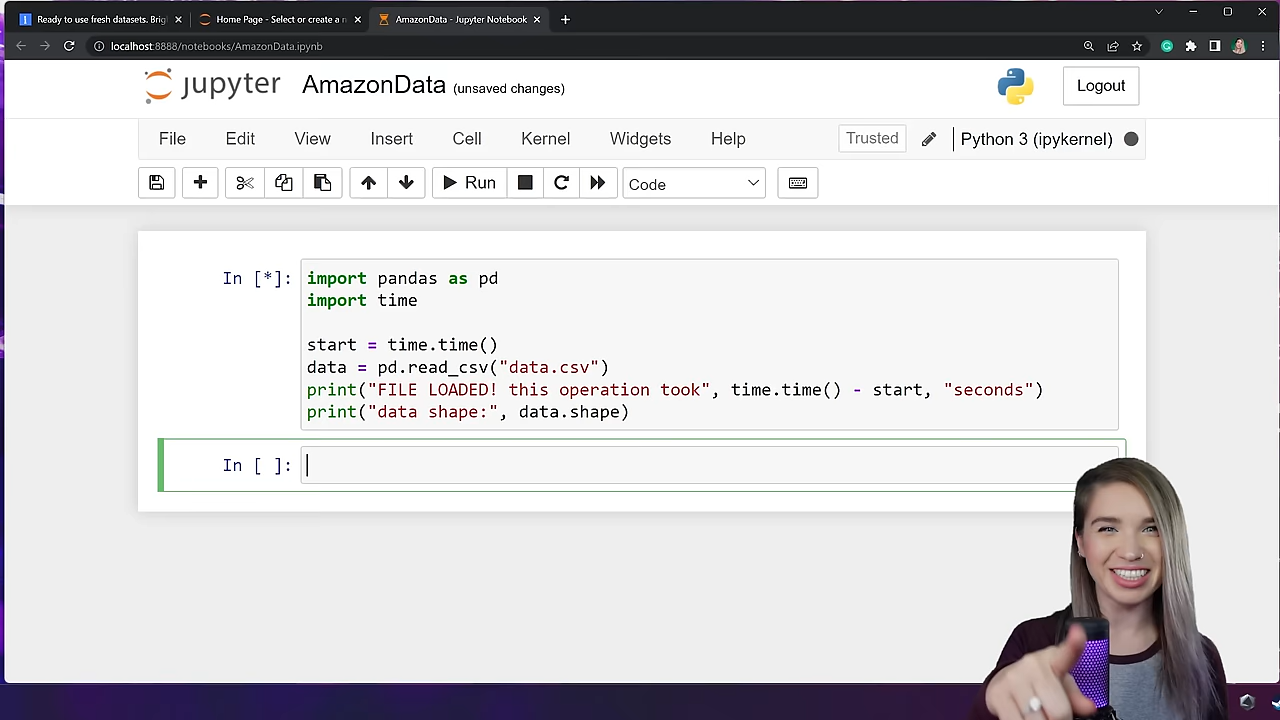 Ready to use fresh datasets. Brig
Home Page - Select or create a n
AmazonData - Jupyter Notebook
localhost:8888/notebooks/AmazonData.ipynb
jupyter AmazonData (unsaved changes)
Logout
File Edit View Insert Cell Kernel Widgets Help
Trusted
Python 3 (ipykernel)
Run
Code
In [*]:
import pandas as pd
import time
start = time.time()
data = pd.read_csv("data.csv")
print("FILE LOADED! this operation took", time.time() - start, "seconds")
print("data shape:", data.shape)
In [ ]: